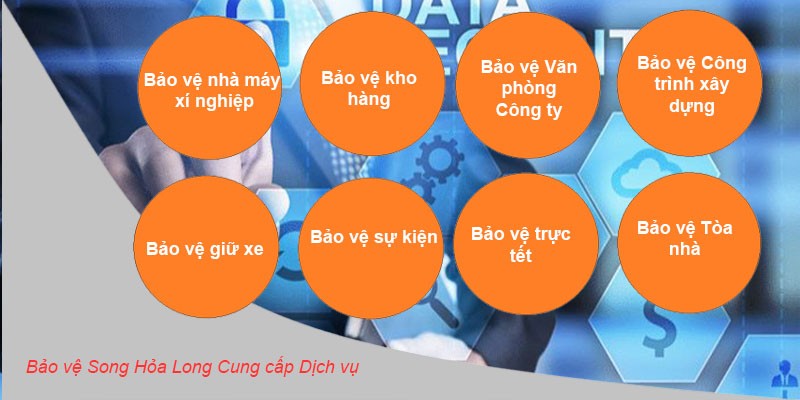 DATA
Bảo vệ nhà máy
xí nghiệp
Bảo vệ kho
hàng
Bảo vệ Văn
phòng
Công ty
Bảo vệ Công
trình xây
dựng
Bảo vệ giữ xe
Bảo vệ sự kiện
Bảo vệ trực
tết
Bảo vệ Tòa
nhà
Bảo vệ Song Hỏa Long Cung cấp Dịch vụ